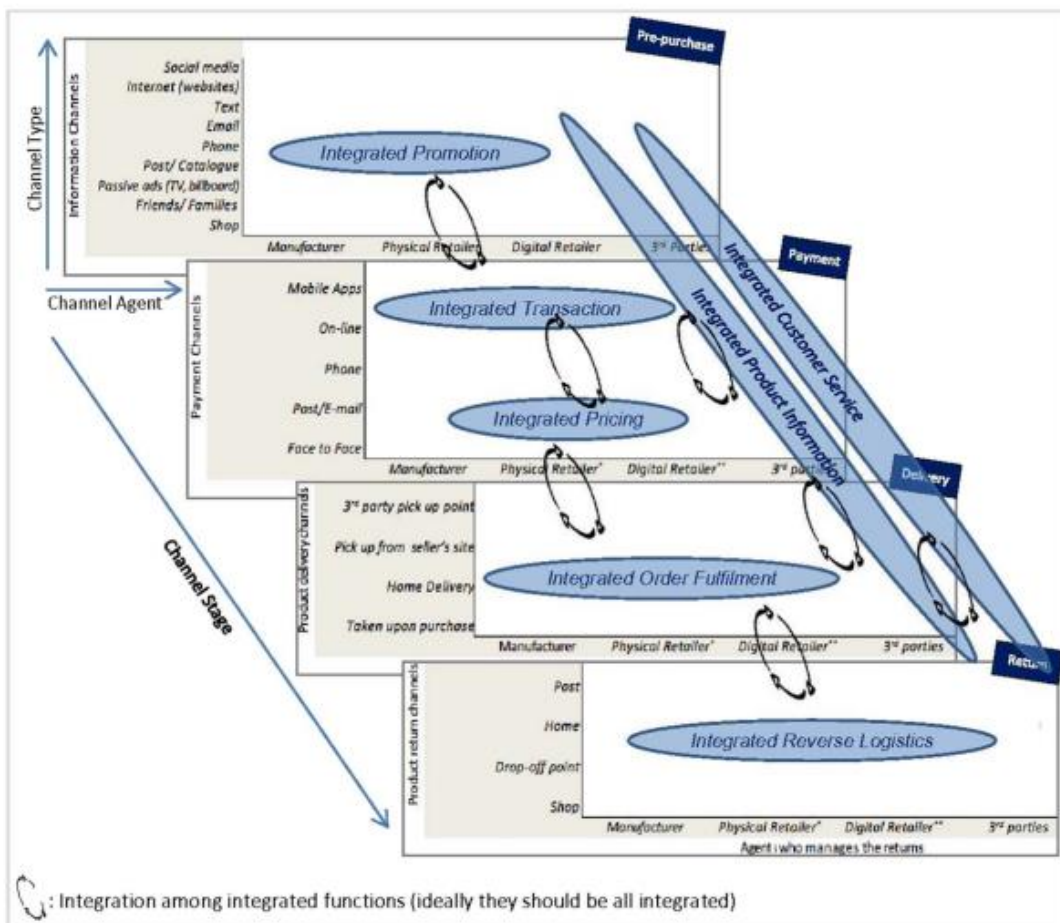 Pre-purchase
Channel Type
Information Channels
Social media
Internet (websites)
Text
Email
Phone
Post/ Catalogue
Passive ads (TV, billboard)
Friends/ Families
Shop
Integrated Promotion
Manufacturer Physical Retailer Digital Retailer 3rd Parties
Channel Agent
Payment
Payment Channels
Mobile Apps
On-line
Phone
Post/E-mail
Face to Face
Integrated Transaction
Integrated Pricing
Manufacturer Physical Retailer* Digital Retailer** 3rd parties
Integrated Product Information
Integrated Customer Service
Channel Stage
Delivery
Product delivery channels
3rd party pick up point
Pick up from seller's site
Home Delivery
Taken upon purchase
Integrated Order Fulfilment
Manufacturer Physical Retailer* Digital Retailer** 3rd parties
Return
Product return channels
Post
Home
Drop-off point
Shop
Integrated Reverse Logistics
Manufacturer Physical Retailer* Digital Retailer** 3rd parties
Agent who manages the returns
: Integration among integrated functions (ideally they should be all integrated)